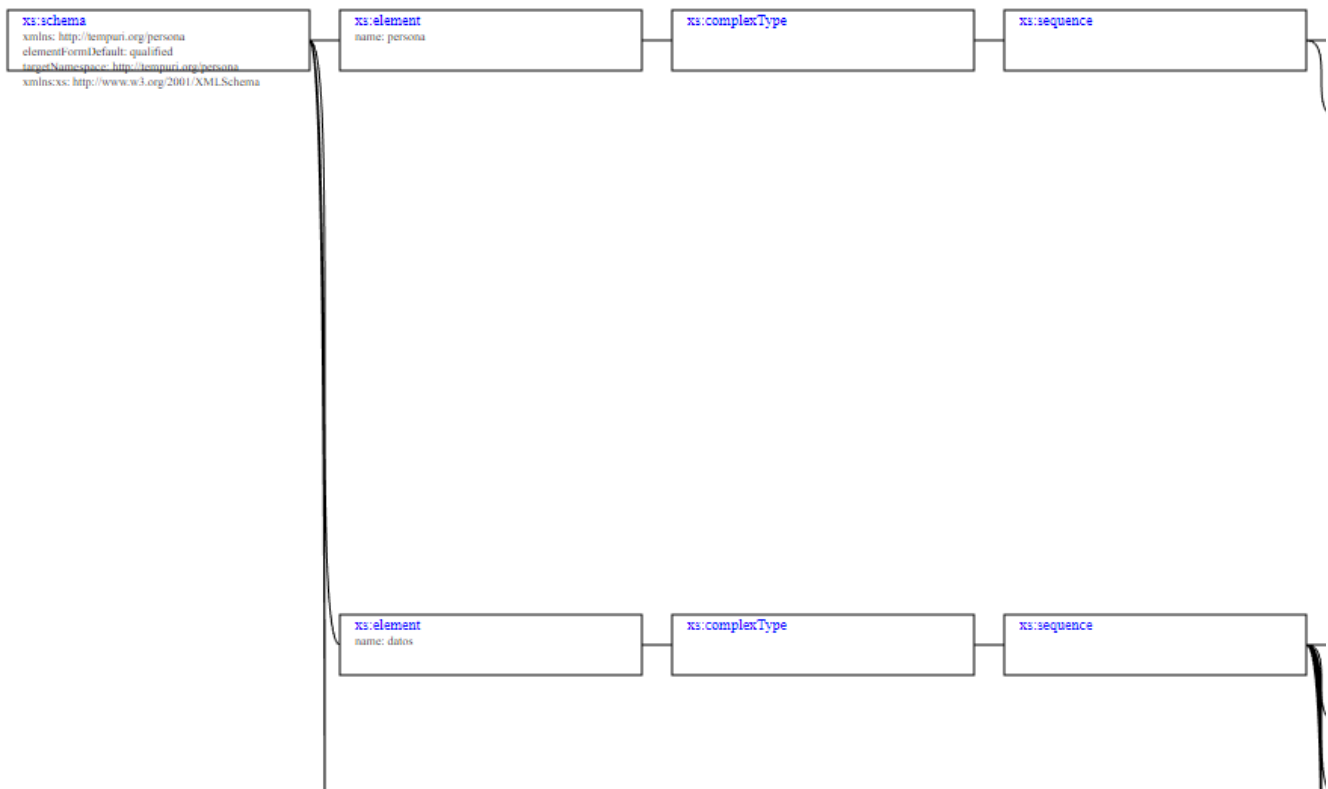 xs:schema
xmlns: http://tempuri.org/persona
elementFormDefault: qualified
targetNamespace: http://tempuri.org/persona
xmlns:xs: http://www.w3.org/2001/XMLSchema
xs:element
name: persona
xs:complexType
xs:sequence
xs:element
name: datos
xs:complexType
xs:sequence